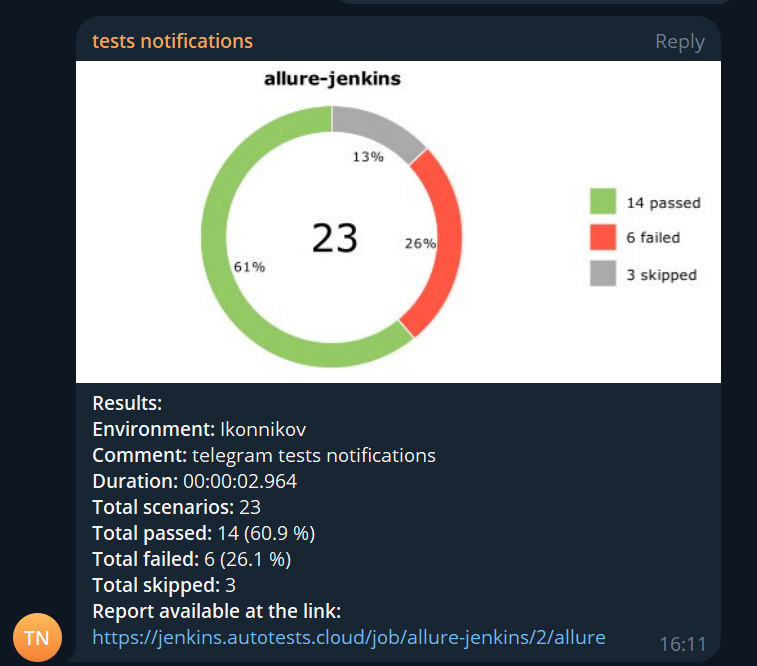 tests notifications
Reply
allure-jenkins
13%
26%
61%
23
14 passed
6 failed
3 skipped
Results:
Environment: Ikonnikov
Comment: telegram tests notifications
Duration: 00:00:02.964
Total scenarios: 23
Total passed: 14 (60.9 %)
Total failed: 6 (26.1 %)
Total skipped: 3
Report available at the link:
https://jenkins.autotests.cloud/job/allure-jenkins/2/allure
TN
16:11